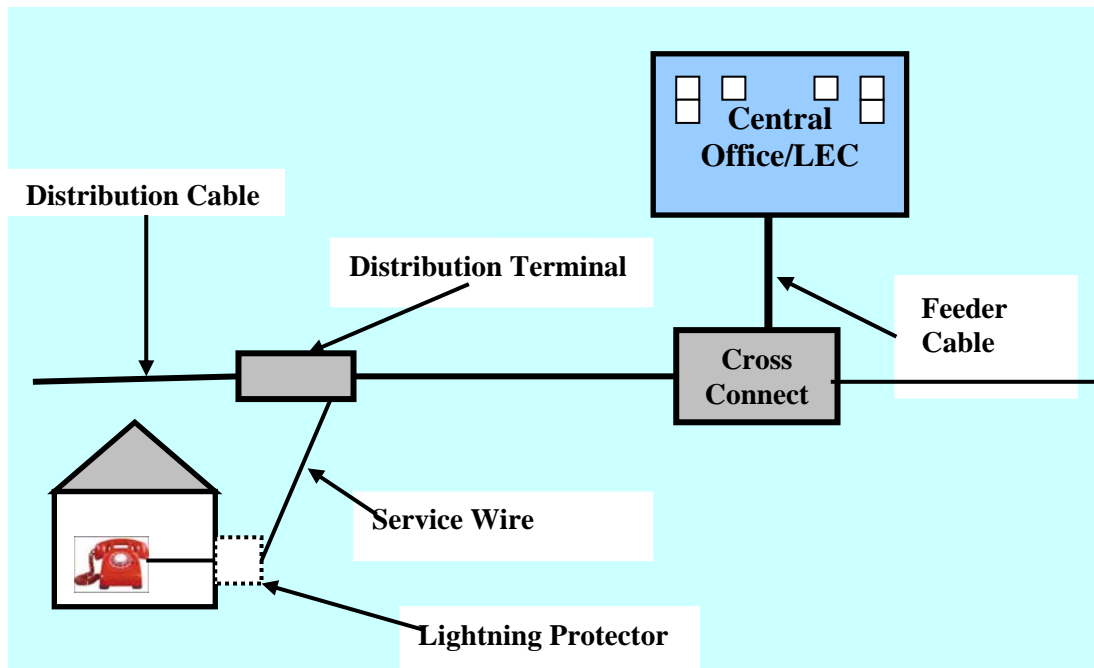 Central
Office/LEC
Distribution Cable
Distribution Terminal
Feeder
Cable
Cross
Connect
Service Wire
Lightning Protector